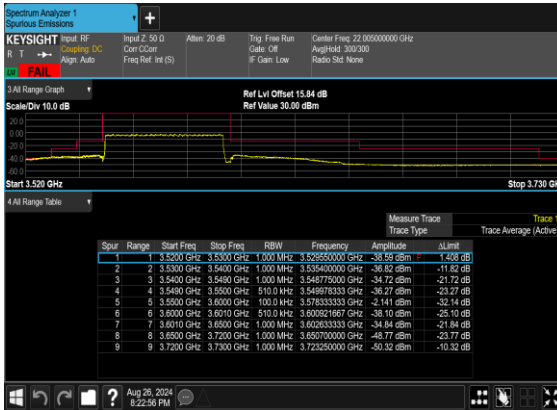 Spectrum Analyzer 1
Spurious Emissions
KEYSIGHT Input: RF Input Z: 50 Ω Atten: 20 dB Trig: Free Run Center Freq: 22.005000000 GHz
R T Coupling: DC Corr CCorr Gate: Off Avg|Hold: 300/300
Align: Auto Freq Ref: Int (S) IF Gain: Low Radio Std: None
LV FAIL
3 All Range Graph
Ref Lvl Offset 15.84 dB
Scale/Div 10.0 dB Ref Value 30.00 dBm
20.0
0.00
-20.0
-40.0
-60.0
Start 3.520 GHz Stop 3.730 GH
4 All Range Table
Measure Trace Trace 1
Trace Type Trace Average (Active
Spur Range Start Freq Stop Freq RBW Frequency Amplitude ΔLimit
1 1 3.5200 GHz 3.5300 GHz 1.000 MHz 3.529550000 GHz -38.59 dBm F 1.408 dB
2 2 3.5300 GHz 3.5400 GHz 1.000 MHz 3.535400000 GHz -36.82 dBm -11.82 dB
3 3 3.5400 GHz 3.5490 GHz 1.000 MHz 3.548775000 GHz -34.72 dBm -21.72 dB
4 4 3.5490 GHz 3.5500 GHz 510.0 kHz 3.549978333 GHz -36.27 dBm -23.27 dB
5 5 3.5500 GHz 3.6000 GHz 100.0 kHz 3.578333333 GHz -2.141 dBm -32.14 dB
6 6 3.6000 GHz 3.6010 GHz 510.0 kHz 3.600921667 GHz -38.10 dBm -25.10 dB
7 7 3.6010 GHz 3.6500 GHz 1.000 MHz 3.602633333 GHz -34.84 dBm -21.84 dB
8 8 3.6500 GHz 3.7200 GHz 1.000 MHz 3.650700000 GHz -48.77 dBm -23.77 dB
9 9 3.7200 GHz 3.7300 GHz 1.000 MHz 3.723250000 GHz -50.32 dBm -10.32 dB
Aug 26, 2024
8:22:56 PM